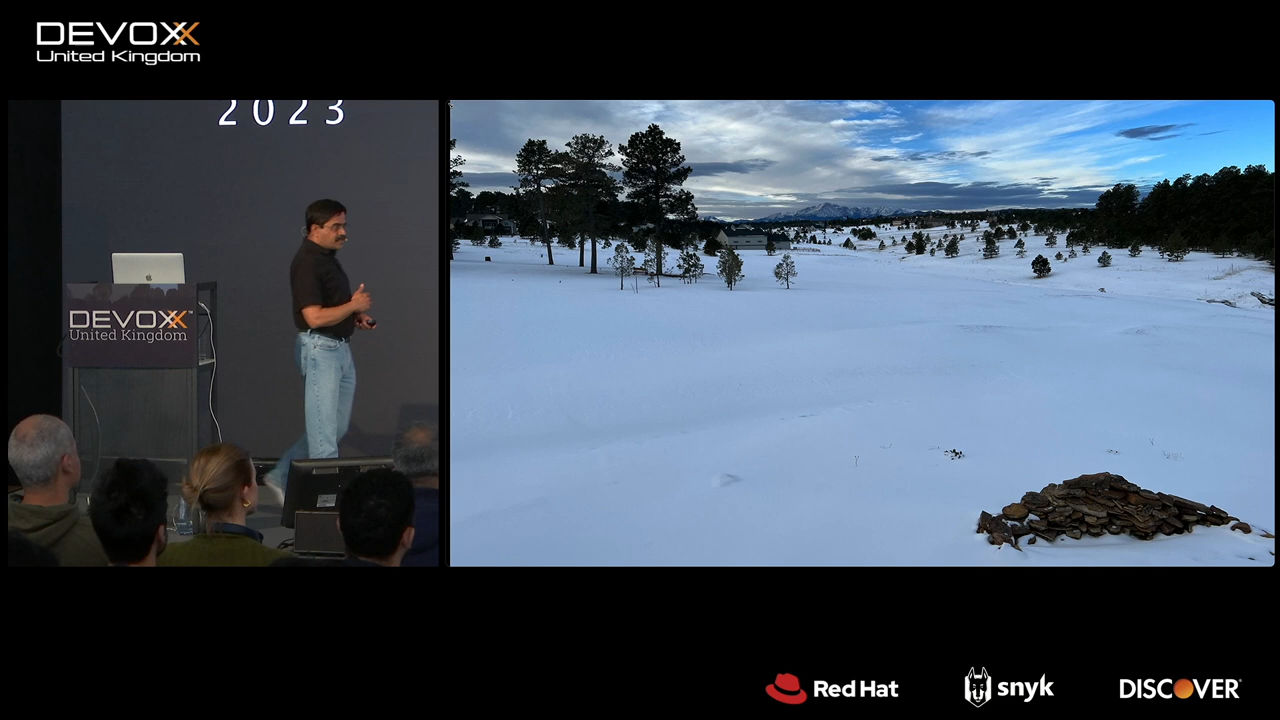 DEVOXX
United Kingdom
2023
DEVOXX
United Kingdom
Red Hat
snyk
DISCOVER